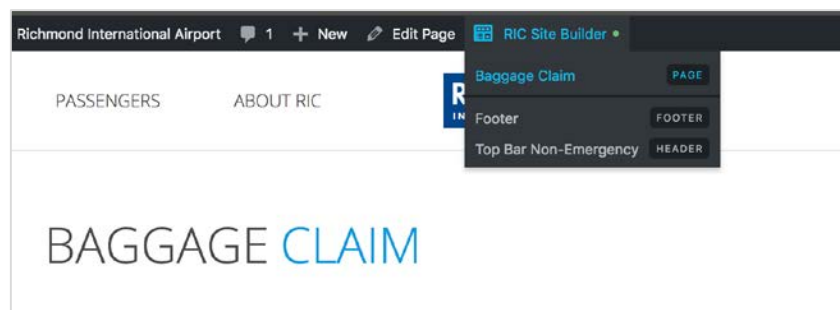 Richmond International Airport 1 + New Edit Page RIC Site Builder
Baggage Claim PAGE
PASSENGERS ABOUT RIC R
IN
Footer FOOTER
Top Bar Non-Emergency HEADER
BAGGAGE CLAIM